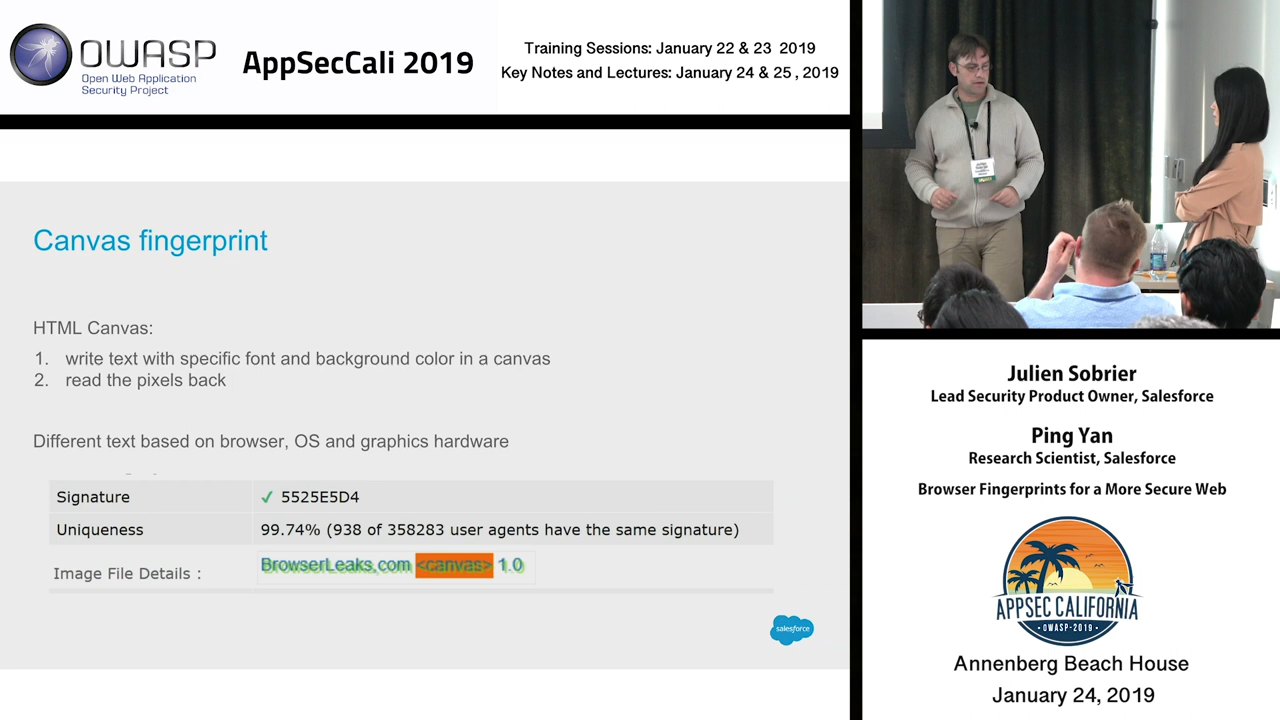 OWASP
Open Web Application
Security Project
AppSecCali 2019
Training Sessions: January 22 & 23 2019
Key Notes and Lectures: January 24 & 25 , 2019
Canvas fingerprint
HTML Canvas:
1. write text with specific font and background color in a canvas
2. read the pixels back
Different text based on browser, OS and graphics hardware
Signature ✓ 5525E5D4
Uniqueness 99.74% (938 of 358283 user agents have the same signature)
Image File Details : BrowserLeaks.com <canvas> 1.0
salesforce
Julien Sobrier
Lead Security Product Owner, Salesforce
Ping Yan
Research Scientist, Salesforce
Browser Fingerprints for a More Secure Web
APPSEC CALIFORNIA
• OWASP-2019 •
Annenberg Beach House
January 24, 2019